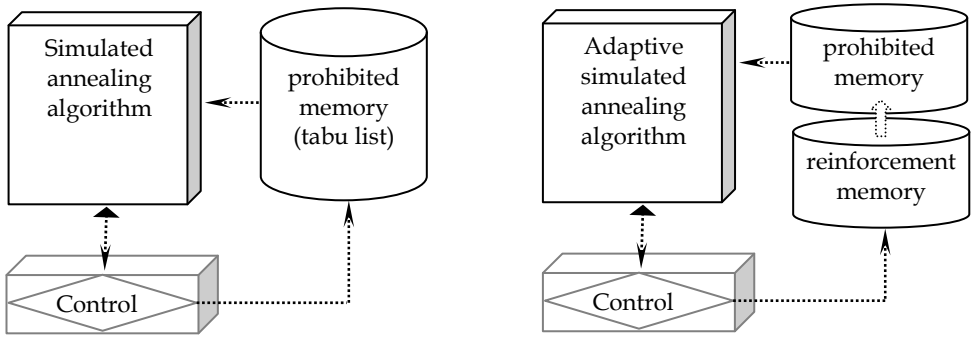 Simulated
annealing
algorithm
prohibited
memory
(tabu list)
Control
Adaptive
simulated
annealing
algorithm
prohibited
memory
reinforcement
memory
Control